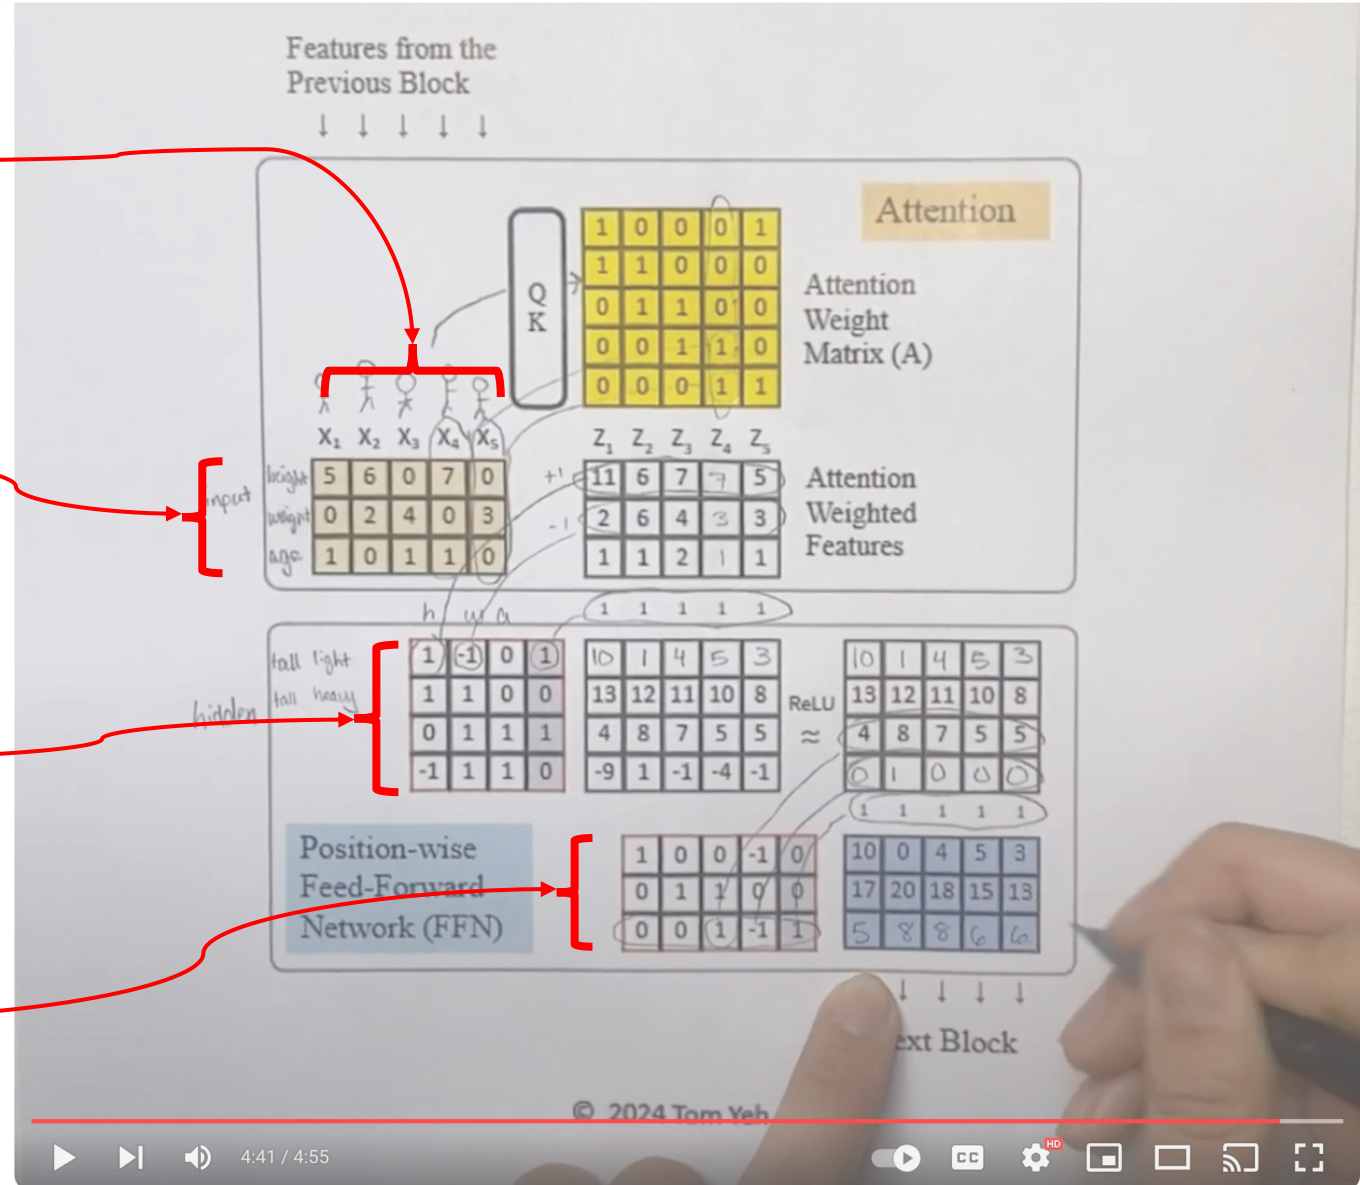 Features from the
Previous Block
↓ ↓ ↓ ↓ ↓
Attention
1 0 0 0 1
1 1 0 0 0
0 1 1 0 0
0 0 1 1 0
0 0 0 1 1
Q
K
Attention
Weight
Matrix (A)
X₁ X₂ X₃ X₄ X₅
Z₁ Z₂ Z₃ Z₄ Z₅
input
height 5 6 0 7 0
weight 0 2 4 0 3
age 1 0 1 1 0
+1 11 6 7 7 5
-1 2 6 4 3 3
1 1 2 1 1
Attention
Weighted
Features
h w a
1 1 1 1 1
hidden
tall light 1 -1 0 1
tall heavy 1 1 0 0
0 1 1 1
-1 1 1 0
10 1 4 5 3
13 12 11 10 8
4 8 7 5 5
-9 1 -1 -4 -1
ReLU
≈
10 1 4 5 3
13 12 11 10 8
4 8 7 5 5
0 1 0 0 0
1 1 1 1 1
Position-wise
Feed-Forward
Network (FFN)
1 0 0 -1 0
0 1 1 0 0
0 0 1 -1 1
10 0 4 5 3
17 20 18 15 13
5 8 8 6 6
↓ ↓ ↓ ↓
ext Block
© 2024 Tom Yeh
4:41 / 4:55
CC
HD